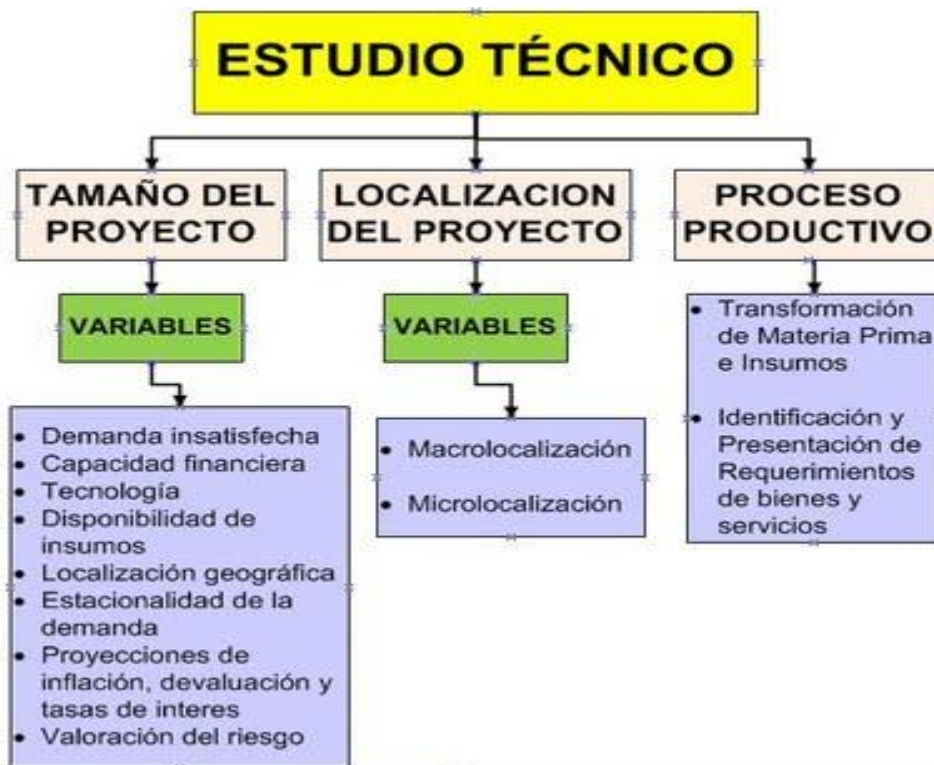 ESTUDIO TÉCNICO
TAMAÑO DEL
PROYECTO
LOCALIZACION
DEL PROYECTO
PROCESO
PRODUCTIVO
VARIABLES
VARIABLES
• Transformación
de Materia Prima
e Insumos
• Identificación y
Presentación de
Requerimientos
de bienes y
servicios
• Demanda insatisfecha
• Capacidad financiera
• Tecnología
• Disponibilidad de
insumos
• Localización geográfica
• Estacionalidad de la
demanda
• Proyecciones de
inflación, devaluación y
tasas de interes
• Valoración del riesgo
• Macrolocalización
• Microlocalización